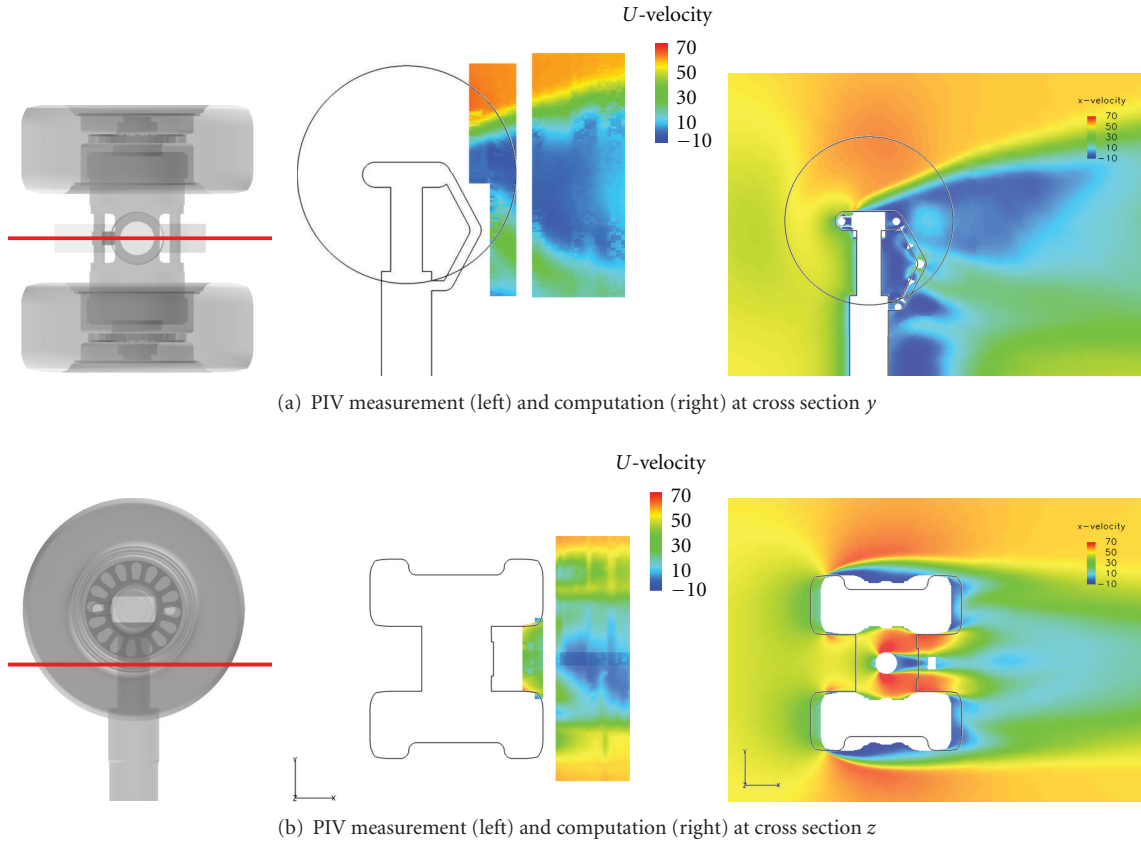 U-velocity
70
50
30
10
−10
x-velocity
70
50
30
10
−10
(a) PIV measurement (left) and computation (right) at cross section y
U-velocity
70
50
30
10
−10
x-velocity
70
50
30
10
−10
Y
Z
X
Y
Z
X
(b) PIV measurement (left) and computation (right) at cross section z